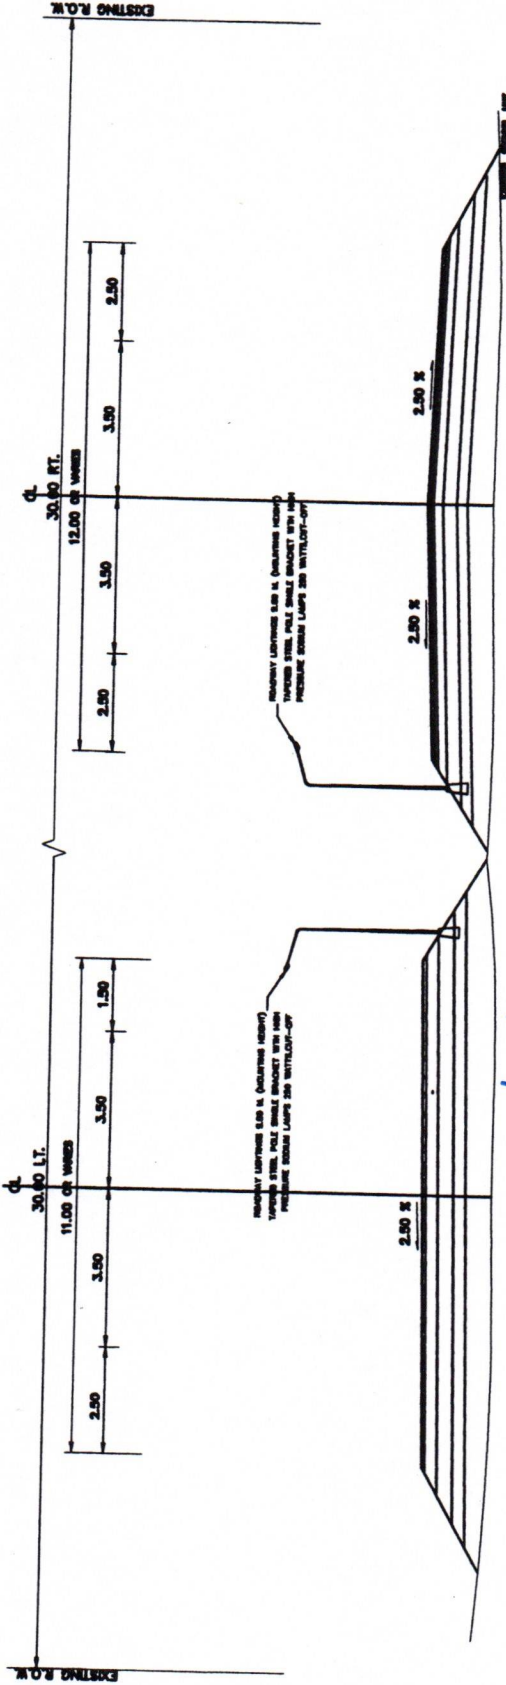 EXISTING R.O.W.
EXISTING R.O.W.
CL
30.00 LT.
11.00 OR VARIES
2.50
3.50
3.50
1.50
CL
30.00 RT.
12.00 OR VARIES
2.50
3.50
3.50
2.50
ROADWAY LIGHTINGS 9.00 M. (MOUNTING HEIGHT)
TAPERED STEEL POLE SINGLE BRACKET WITH HIGH
PRESSURE SODIUM LAMPS 250 WATTS,CUT-OFF
ROADWAY LIGHTINGS 9.00 M. (MOUNTING HEIGHT)
TAPERED STEEL POLE SINGLE BRACKET WITH HIGH
PRESSURE SODIUM LAMPS 250 WATTS,CUT-OFF
2.50 %
2.50 %
2.50 %